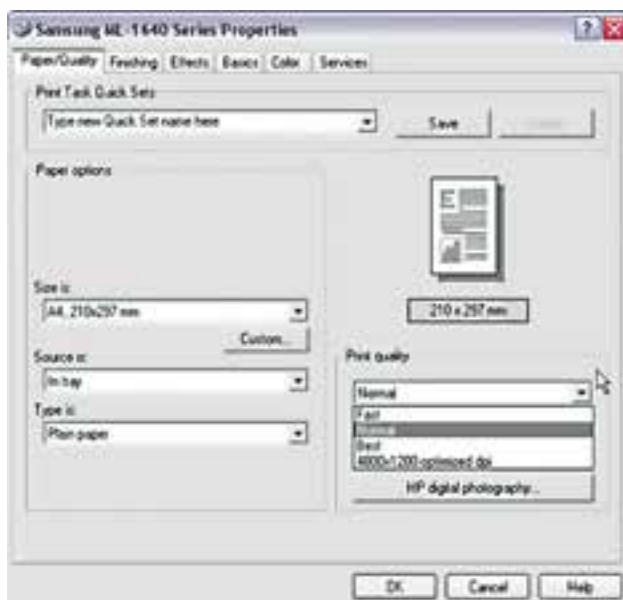 Samsung ML-1640 Series Properties
Paper/Quality Finishing Effects Basics Color Services
Print Task Quick Sets
Type new Quick Set name here
Save
Paper options
E
Size is:
A4, 210x297 mm
210 x 297 mm
Custom...
Source is:
Print quality
In tray
Normal
Type is:
Fast
Plain paper
Normal
Best
4800x1200 optimized dpi
HP digital photography...
OK Cancel Help